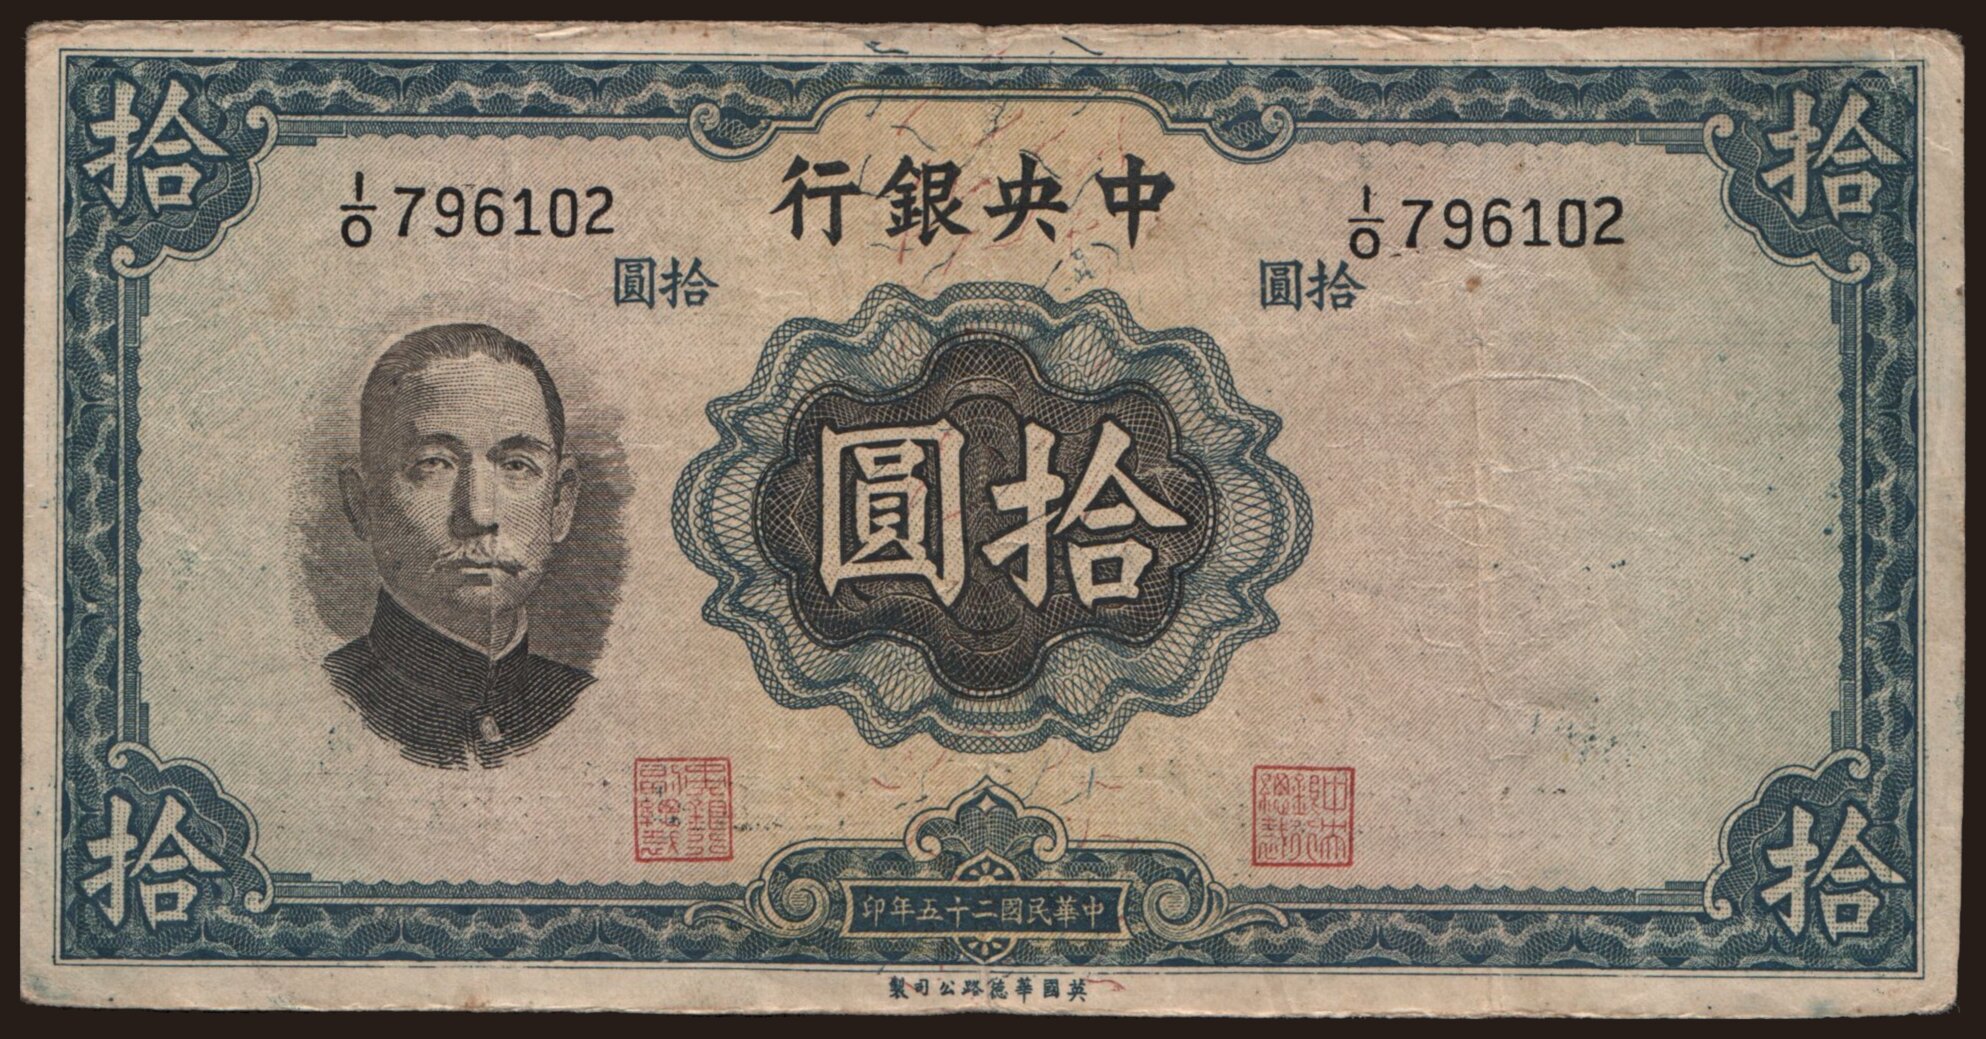 中央銀行
1/0 796102
1/0 796102
拾圓
拾圓
拾
拾
拾圓
拾
拾
中華民國二十五年印
英國華德路公司製